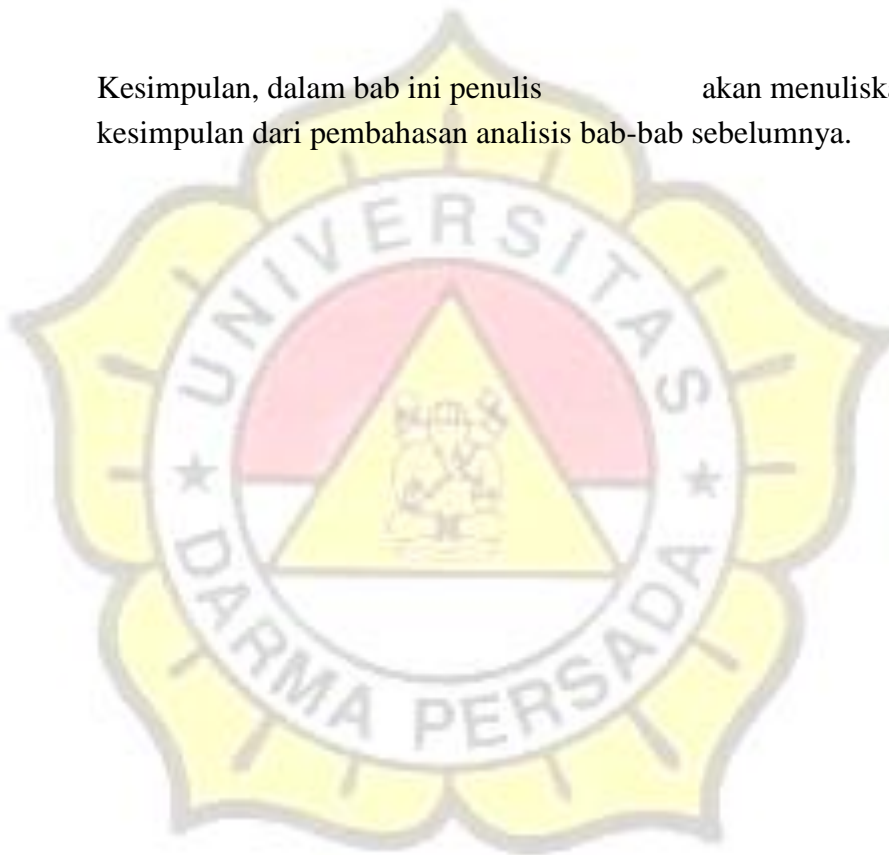 Kesimpulan, dalam bab ini penulis akan menuliska
kesimpulan dari pembahasan analisis bab-bab sebelumnya.
UNIVERSITAS
DARMA PERSADA